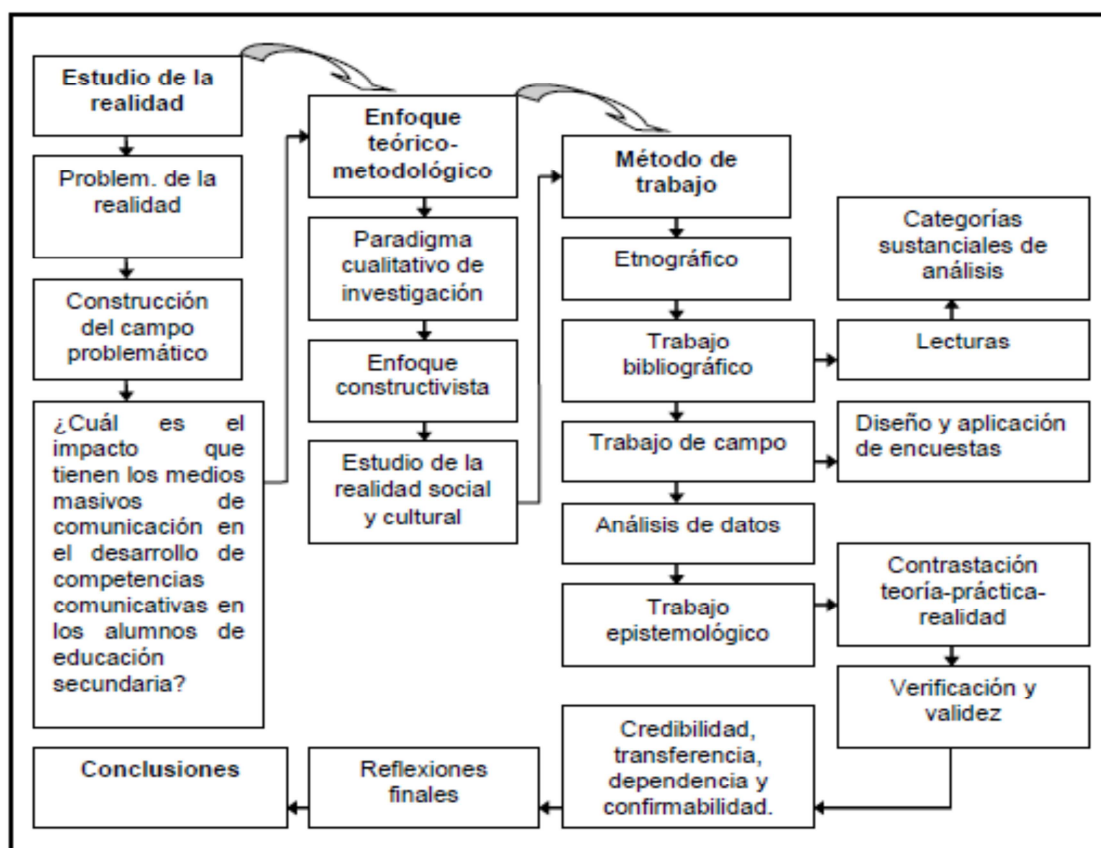 Estudio de la
realidad
Problem. de la
realidad
Construcción
del campo
problemático
¿Cuál es el
impacto que
tienen los medios
masivos de
comunicación en
el desarrollo de
competencias
comunicativas en
los alumnos de
educación
secundaria?
Enfoque
teórico-
metodológico
Paradigma
cualitativo de
investigación
Enfoque
constructivista
Estudio de la
realidad social
y cultural
Método de
trabajo
Etnográfico
Trabajo
bibliográfico
Lecturas
Categorías
sustanciales de
análisis
Trabajo de campo
Diseño y aplicación
de encuestas
Análisis de datos
Trabajo
epistemológico
Contrastación
teoría-práctica-
realidad
Verificación y
validez
Credibilidad,
transferencia,
dependencia y
confirmabilidad.
Reflexiones
finales
Conclusiones